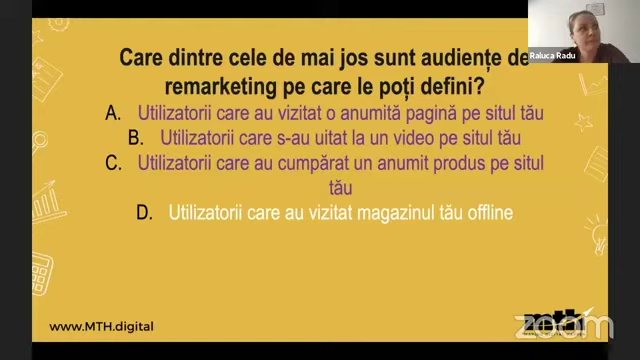 Care dintre cele de mai jos sunt audiențe de
remarketing pe care le poți defini?
A. Utilizatorii care au vizitat o anumită pagină pe situl tău
B. Utilizatorii care s-au uitat la un video pe situl tău
C. Utilizatorii care au cumpărat un anumit produs pe situl
tău
D. Utilizatorii care au vizitat magazinul tău offline
Raluca Radu
www.MTH.digital
mth
zoom